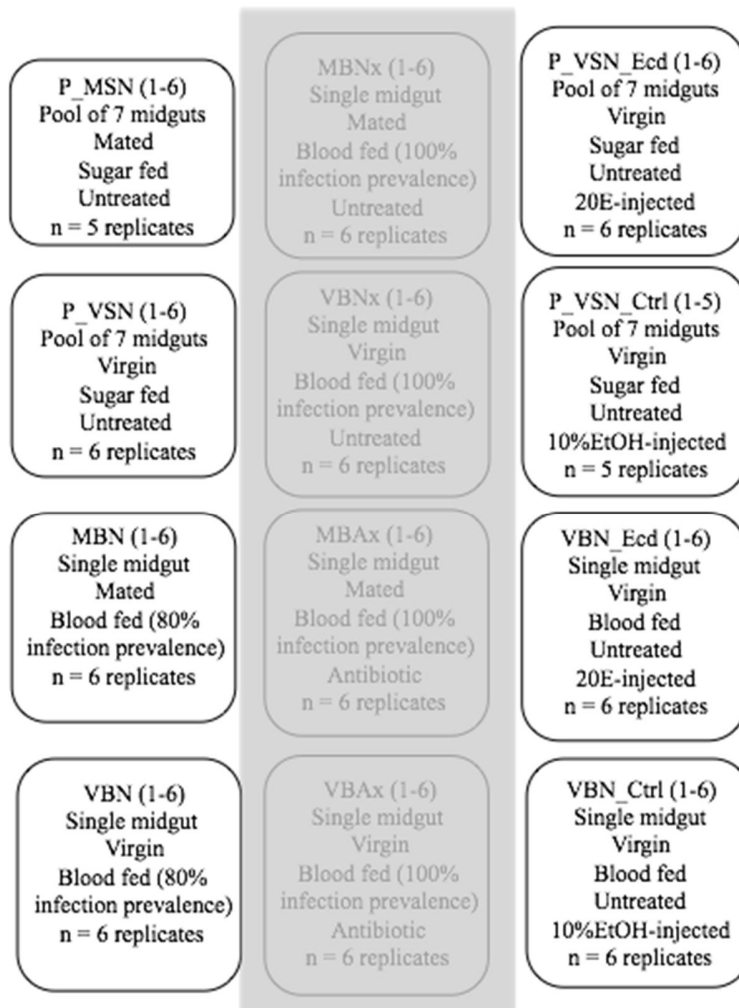 P_MSN (1-6)
Pool of 7 midguts
Mated
Sugar fed
Untreated
n = 5 replicates
P_VSN (1-6)
Pool of 7 midguts
Virgin
Sugar fed
Untreated
n = 6 replicates
MBN (1-6)
Single midgut
Mated
Blood fed (80%
infection prevalence)
n = 6 replicates
VBN (1-6)
Single midgut
Virgin
Blood fed (80%
infection prevalence)
n = 6 replicates
MBNx (1-6)
Single midgut
Mated
Blood fed (100%
infection prevalence)
Untreated
n = 6 replicates
VBNx (1-6)
Single midgut
Virgin
Blood fed (100%
infection prevalence)
Untreated
n = 6 replicates
MBAx (1-6)
Single midgut
Mated
Blood fed (100%
infection prevalence)
Antibiotic
n = 6 replicates
VBAx (1-6)
Single midgut
Virgin
Blood fed (100%
infection prevalence)
Antibiotic
n = 6 replicates
P_VSN_Ecd (1-6)
Pool of 7 midguts
Virgin
Sugar fed
Untreated
20E-injected
n = 6 replicates
P_VSN_Ctrl (1-5)
Pool of 7 midguts
Virgin
Sugar fed
Untreated
10%EtOH-injected
n = 5 replicates
VBN_Ecd (1-6)
Single midgut
Virgin
Blood fed
Untreated
20E-injected
n = 6 replicates
VBN_Ctrl (1-6)
Single midgut
Virgin
Blood fed
Untreated
10%EtOH-injected
n = 6 replicates